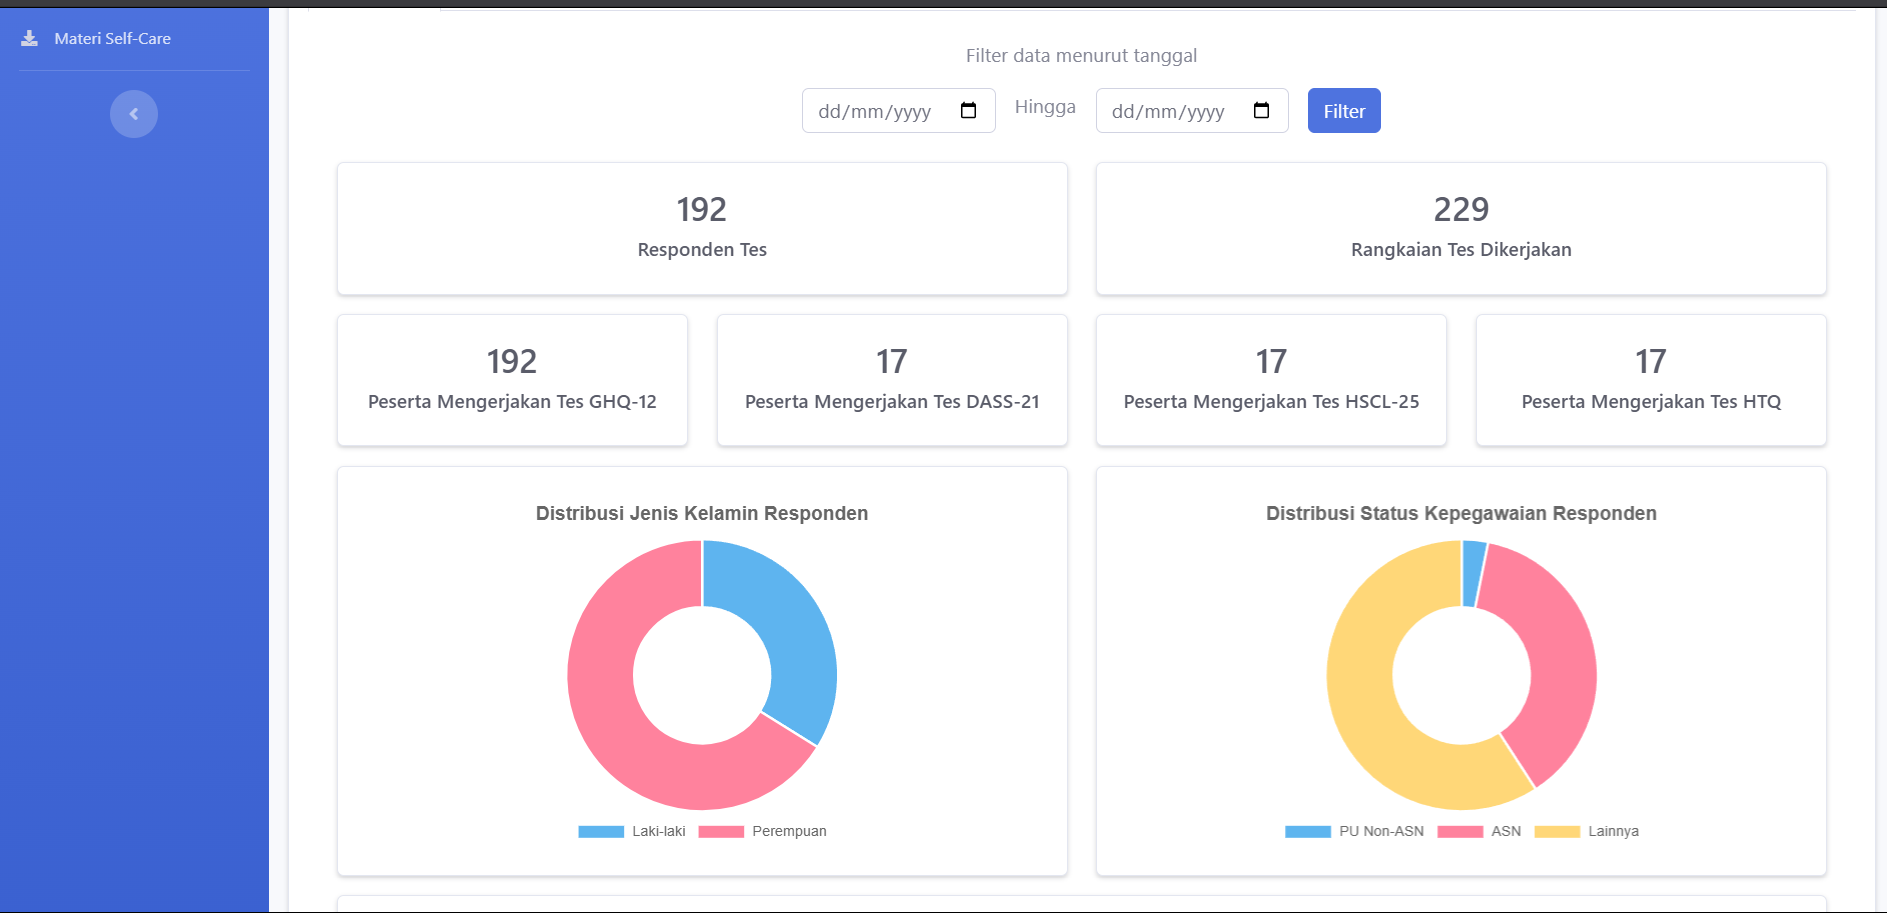 Materi Self-Care
Filter data menurut tanggal
dd/mm/yyyy Hingga dd/mm/yyyy Filter
192
Responden Tes
229
Rangkaian Tes Dikerjakan
192
Peserta Mengerjakan Tes GHQ-12
17
Peserta Mengerjakan Tes DASS-21
17
Peserta Mengerjakan Tes HSCL-25
17
Peserta Mengerjakan Tes HTQ
Distribusi Jenis Kelamin Responden
Laki-laki Perempuan
Distribusi Status Kepegawaian Responden
PU Non-ASN ASN Lainnya